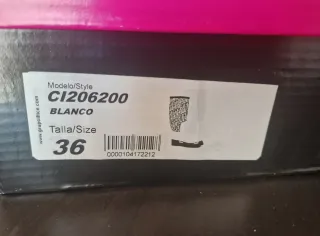 Modelo/Style
CI206200
BLANCO
Talla/Size
36
0000104172212